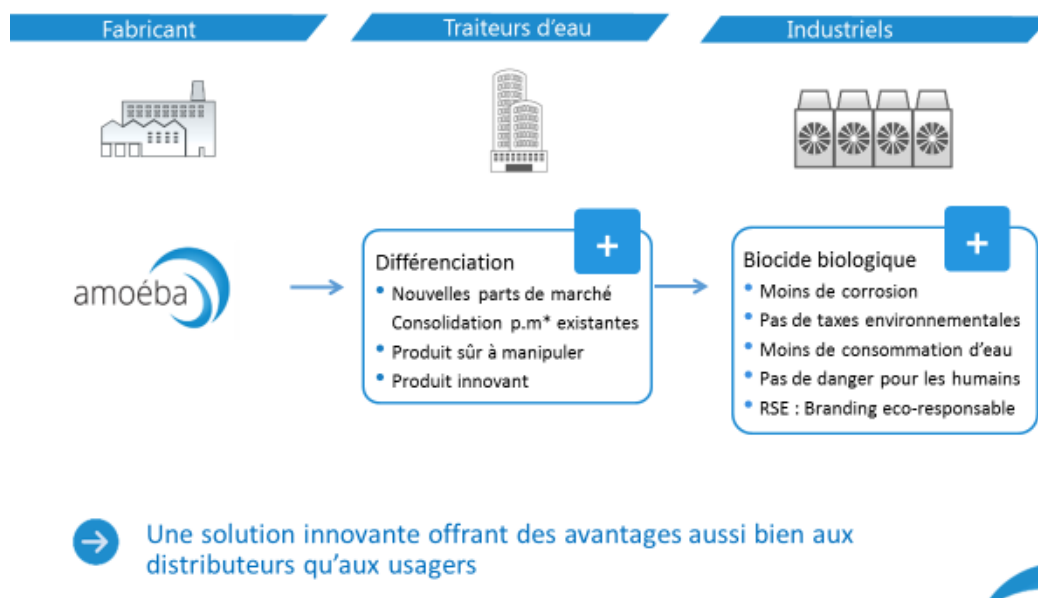 Fabricant
Traiteurs d'eau
Industriels
amoéba
+
Différenciation
• Nouvelles parts de marché
Consolidation p.m* existantes
• Produit sûr à manipuler
• Produit innovant
+
Biocide biologique
• Moins de corrosion
• Pas de taxes environnementales
• Moins de consommation d'eau
• Pas de danger pour les humains
• RSE : Branding eco-responsable
Une solution innovante offrant des avantages aussi bien aux
distributeurs qu'aux usagers